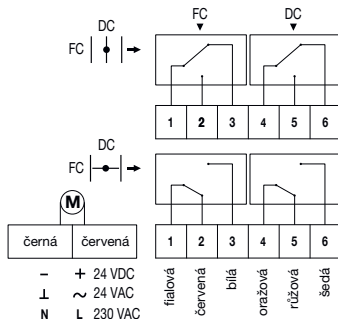 FC DC
DC
FC
1 2 3 4 5 6
DC
FC
M
černá červená
1 2 3 4 5 6
− + 24 VDC
⊥ ~ 24 VAC
N L 230 VAC
fialová
červená
bílá
oražová
růžová
šedá